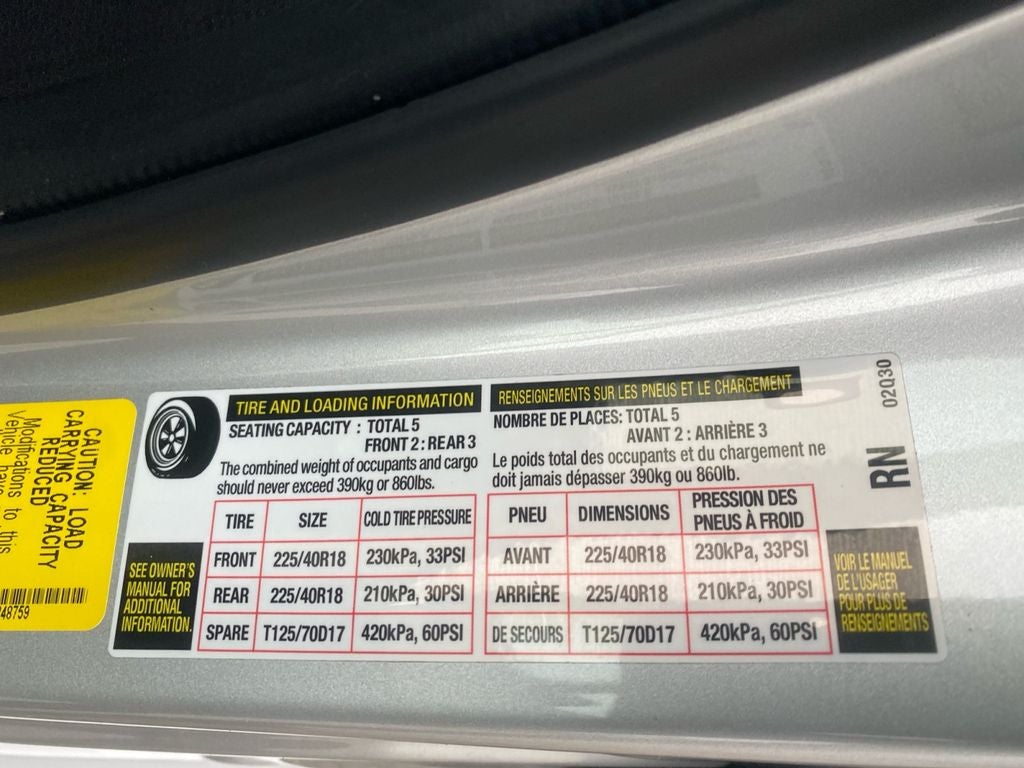 CAUTION: LOAD
CARRYING CAPACITY
REDUCED
Modifications to this
48759
TIRE AND LOADING INFORMATION
SEATING CAPACITY : TOTAL 5
FRONT 2 : REAR 3
The combined weight of occupants and cargo
should never exceed 390kg or 860lbs.
TIRE SIZE COLD TIRE PRESSURE
FRONT 225/40R18 230kPa, 33PSI
REAR 225/40R18 210kPa, 30PSI
SPARE T125/70D17 420kPa, 60PSI
SEE OWNER'S
MANUAL FOR
ADDITIONAL
INFORMATION.
RENSEIGNEMENTS SUR LES PNEUS ET LE CHARGEMENT
NOMBRE DE PLACES: TOTAL 5
AVANT 2 : ARRIÈRE 3
Le poids total des occupants et du chargement ne
doit jamais dépasser 390kg ou 860lb.
PNEU DIMENSIONS PRESSION DES
PNEUS À FROID
AVANT 225/40R18 230kPa, 33PSI
ARRIÈRE 225/40R18 210kPa, 30PSI
DE SECOURS T125/70D17 420kPa, 60PSI
VOIR LE MANUEL
DE L'USAGER
POUR PLUS DE
RENSEIGNEMENTS
02Q30
RN